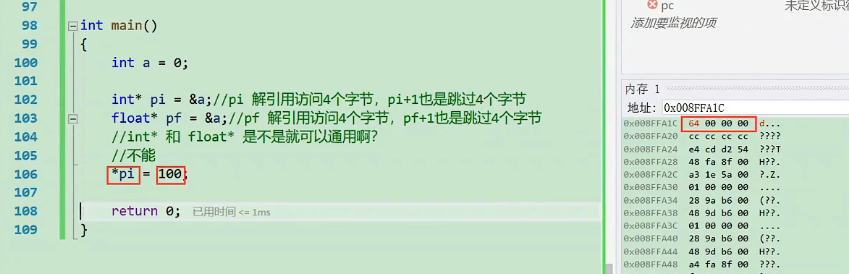 97
98 int main()
99 {
100 int a = 0;
101
102 int* pi = &a;//pi 解引用访问4个字节，pi+1也是跳过4个字节
103 float* pf = &a;//pf 解引用访问4个字节，pf+1也是跳过4个字节
104 //int* 和 float* 是不是就可以通用啊?
105 //不能
106 *pi = 100;
107
108 return 0; 已用时间 <= 1ms
109 }
pc 未定义标识符
添加要监视的项
内存 1
地址: 0x008FFA1C
0x008FFA1C 64 00 00 00 d...
0x008FFA20 cc cc cc cc ????
0x008FFA24 e4 cd d2 54 ???T
0x008FFA28 48 fa 8f 00 H??.
0x008FFA2C a3 1e 5a 00 ?.Z.
0x008FFA30 01 00 00 00 ....
0x008FFA34 28 9a b6 00 (??.
0x008FFA38 48 9d b6 00 H??.
0x008FFA3C 01 00 00 00 ....
0x008FFA40 28 9a b6 00 (??.
0x008FFA44 48 9d b6 00 H??.
0x008FFA48 a4 fa 8f 00 ???.